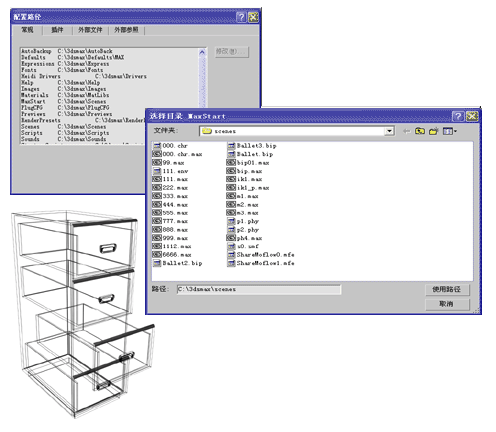 配置路径
常规 插件 外部文件 外部参照
AutoBackup C:\3dsmax\AutoBack
Defaults C:\3dsmax\Defaults\MAX
Expressions C:\3dsmax\Express
Fonts C:\3dsmax\Fonts
Heidi Drivers C:\3dsmax\Drivers
Help C:\3dsmax\Help
Images C:\3dsmax\Images
Materials C:\3dsmax\MatLibs
MaxStart C:\3dsmax\Scenes
PlugCFG C:\3dsmax\PlugCFG
Previews C:\3dsmax\Previews
RenderPresets C:\3dsmax\Render
Scenes C:\3dsmax\Scenes
Scripts C:\3dsmax\Scripts
Sounds C:\3dsmax\Sounds
选择目录 MaxStart
文件夹: scenes
000.chr
000.chr.max
99.max
111.env
111.max
222.max
333.max
444.max
555.max
777.max
888.max
999.max
1112.max
6666.max
Ballet2.bip
Ballet3.bip
Ballet.bip
bip01.max
bip.max
ik1.max
ik1_p.max
m1.max
m2.max
m3.max
p1.phy
p2.phy
ph4.max
ShareMoflow0.mfe
ShareMoflow1.mfe
路径: C:\3dsmax\scenes
使用路径
取消